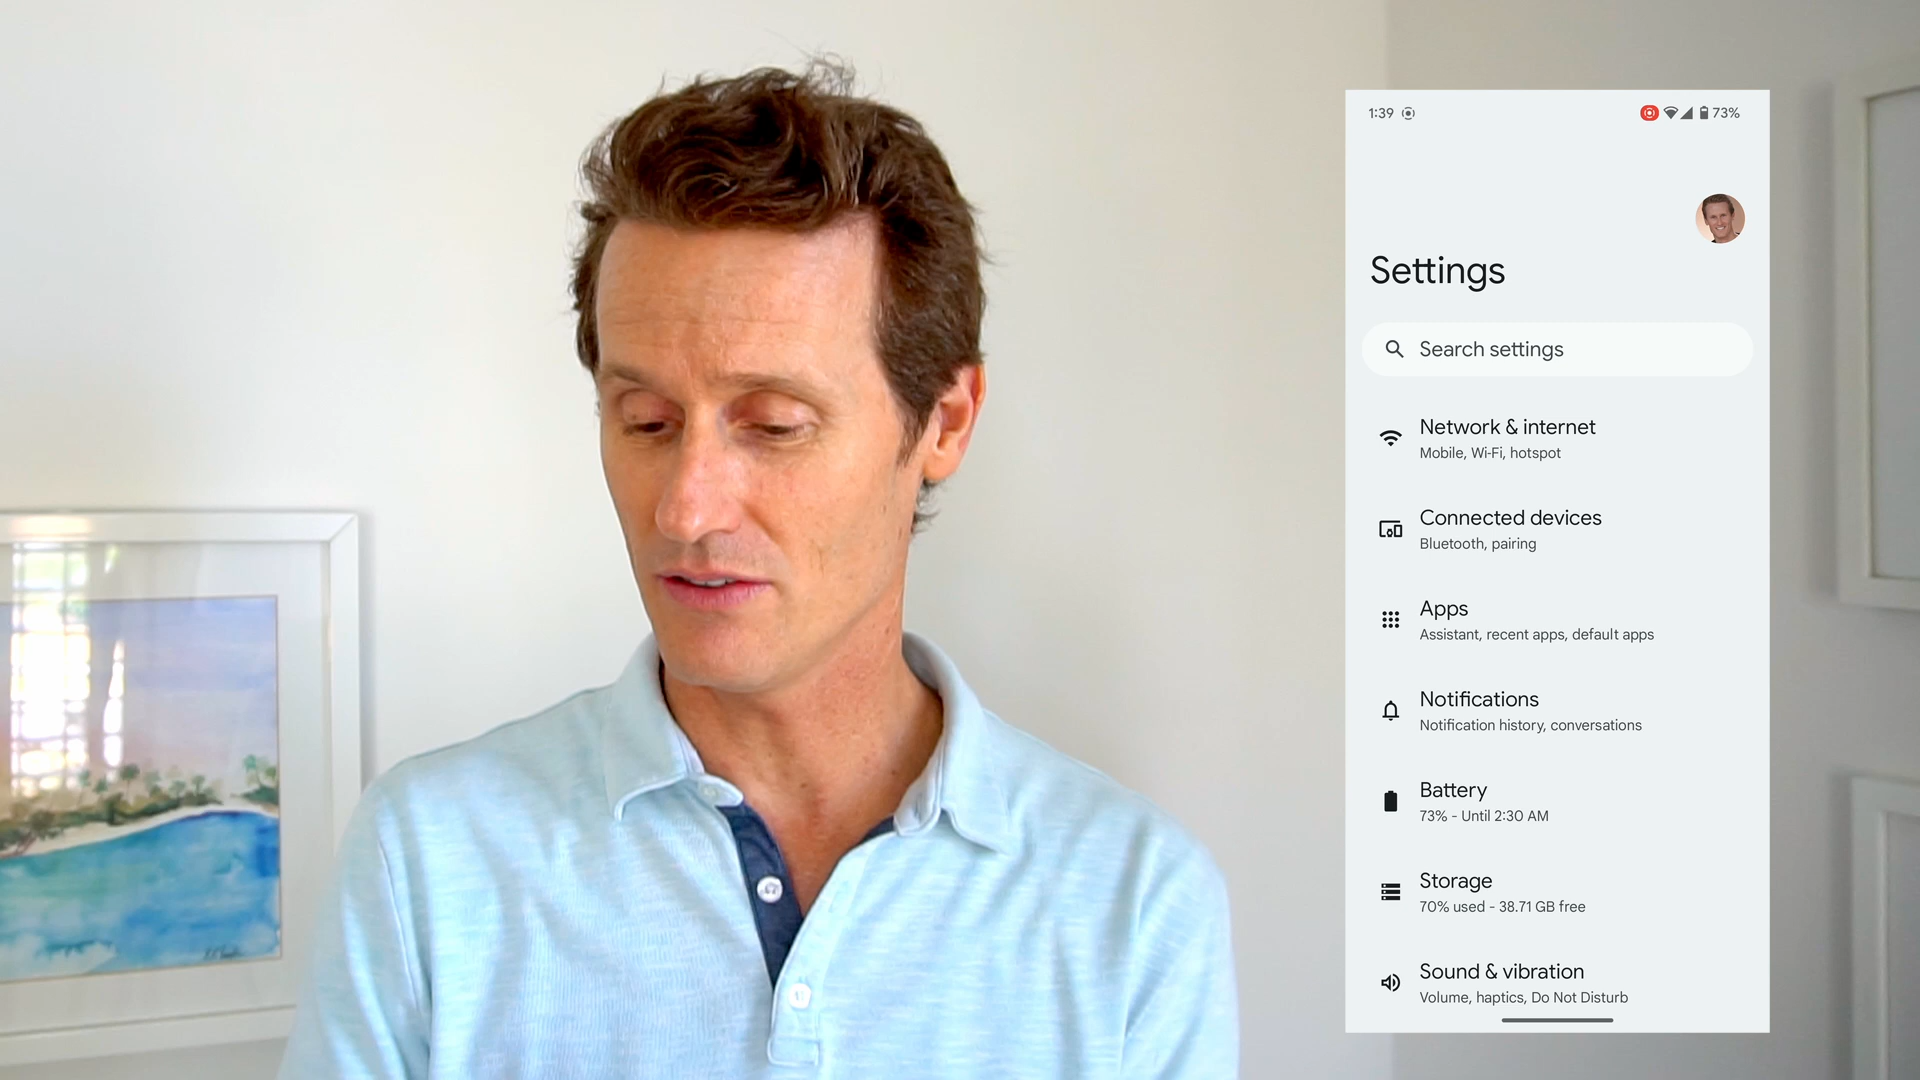 1:39
73%
Settings
Search settings
Network & internet
Mobile, Wi-Fi, hotspot
Connected devices
Bluetooth, pairing
Apps
Assistant, recent apps, default apps
Notifications
Notification history, conversations
Battery
73% - Until 2:30 AM
Storage
70% used - 38.71 GB free
Sound & vibration
Volume, haptics, Do Not Disturb